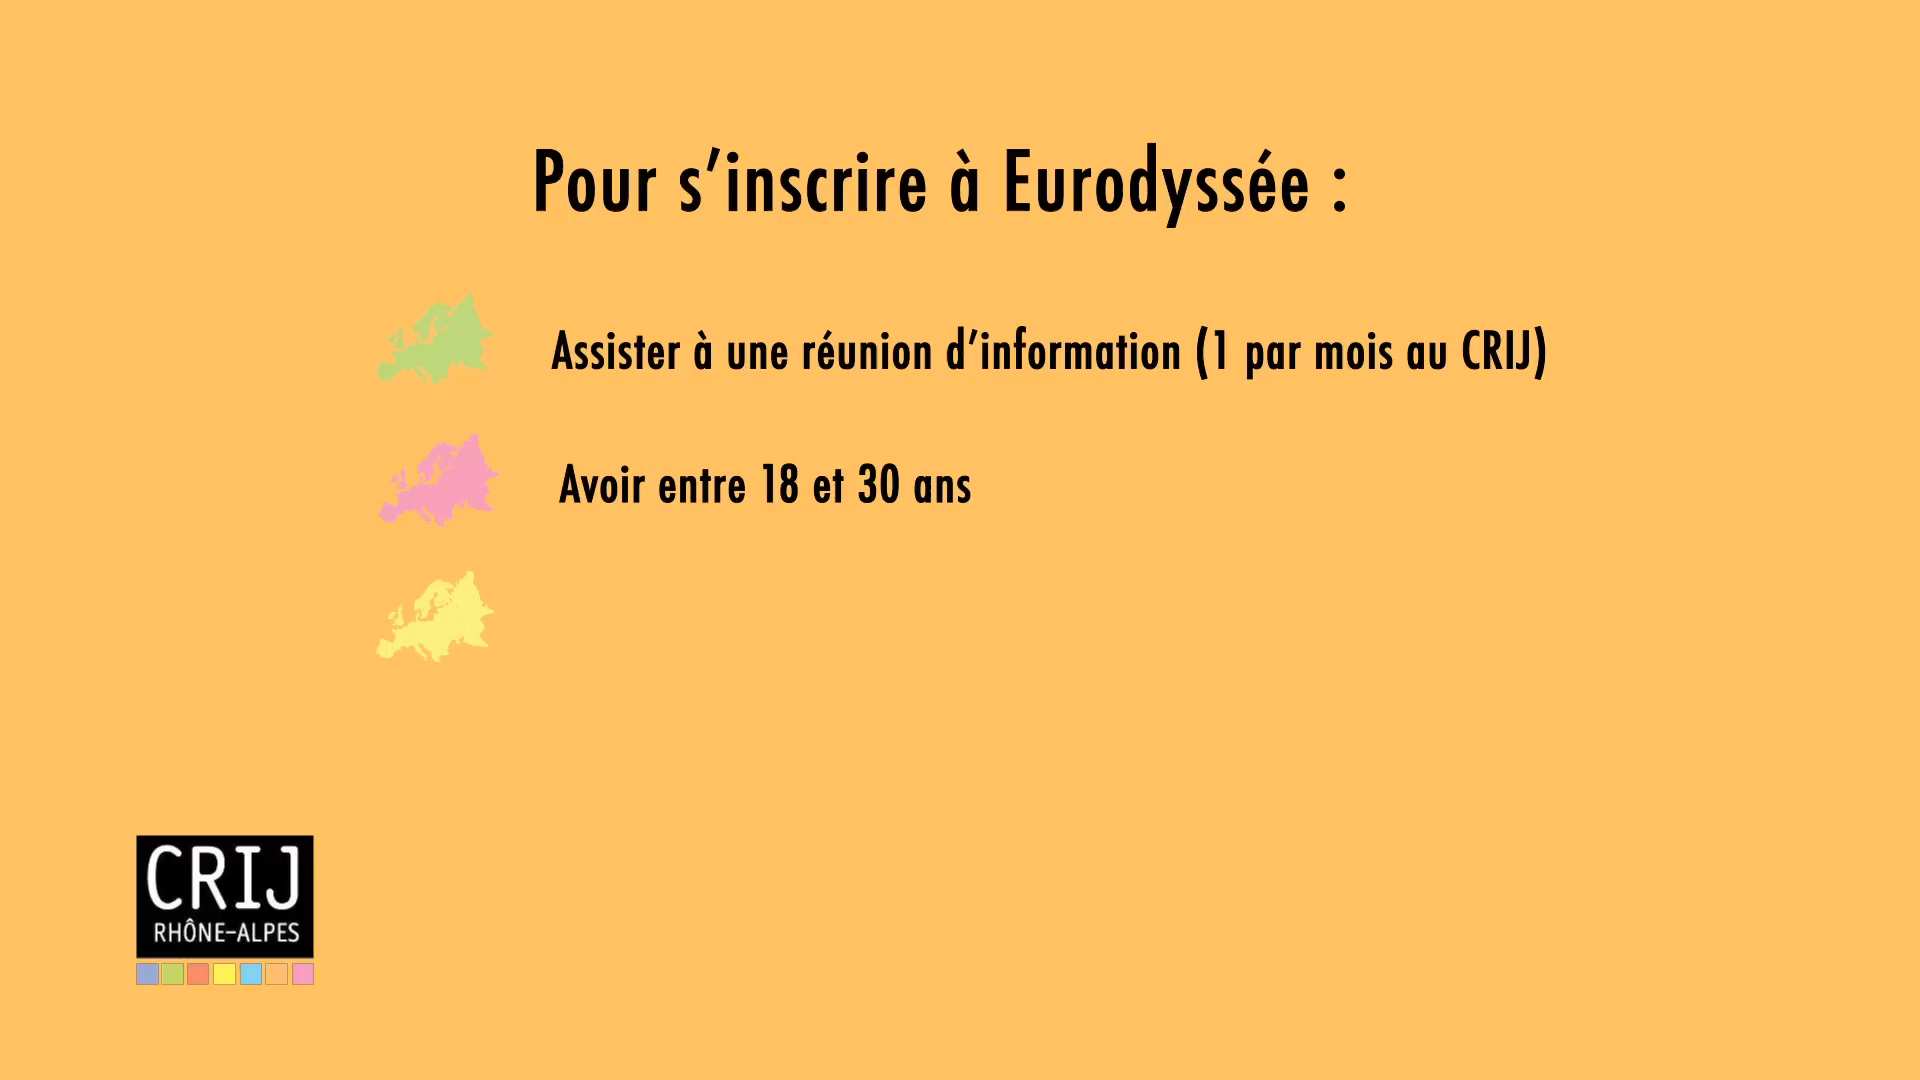 Pour s’inscrire à Eurodyssée :
Assister à une réunion d’information (1 par mois au CRIJ)
Avoir entre 18 et 30 ans
CRIJ
RHÔNE-ALPES